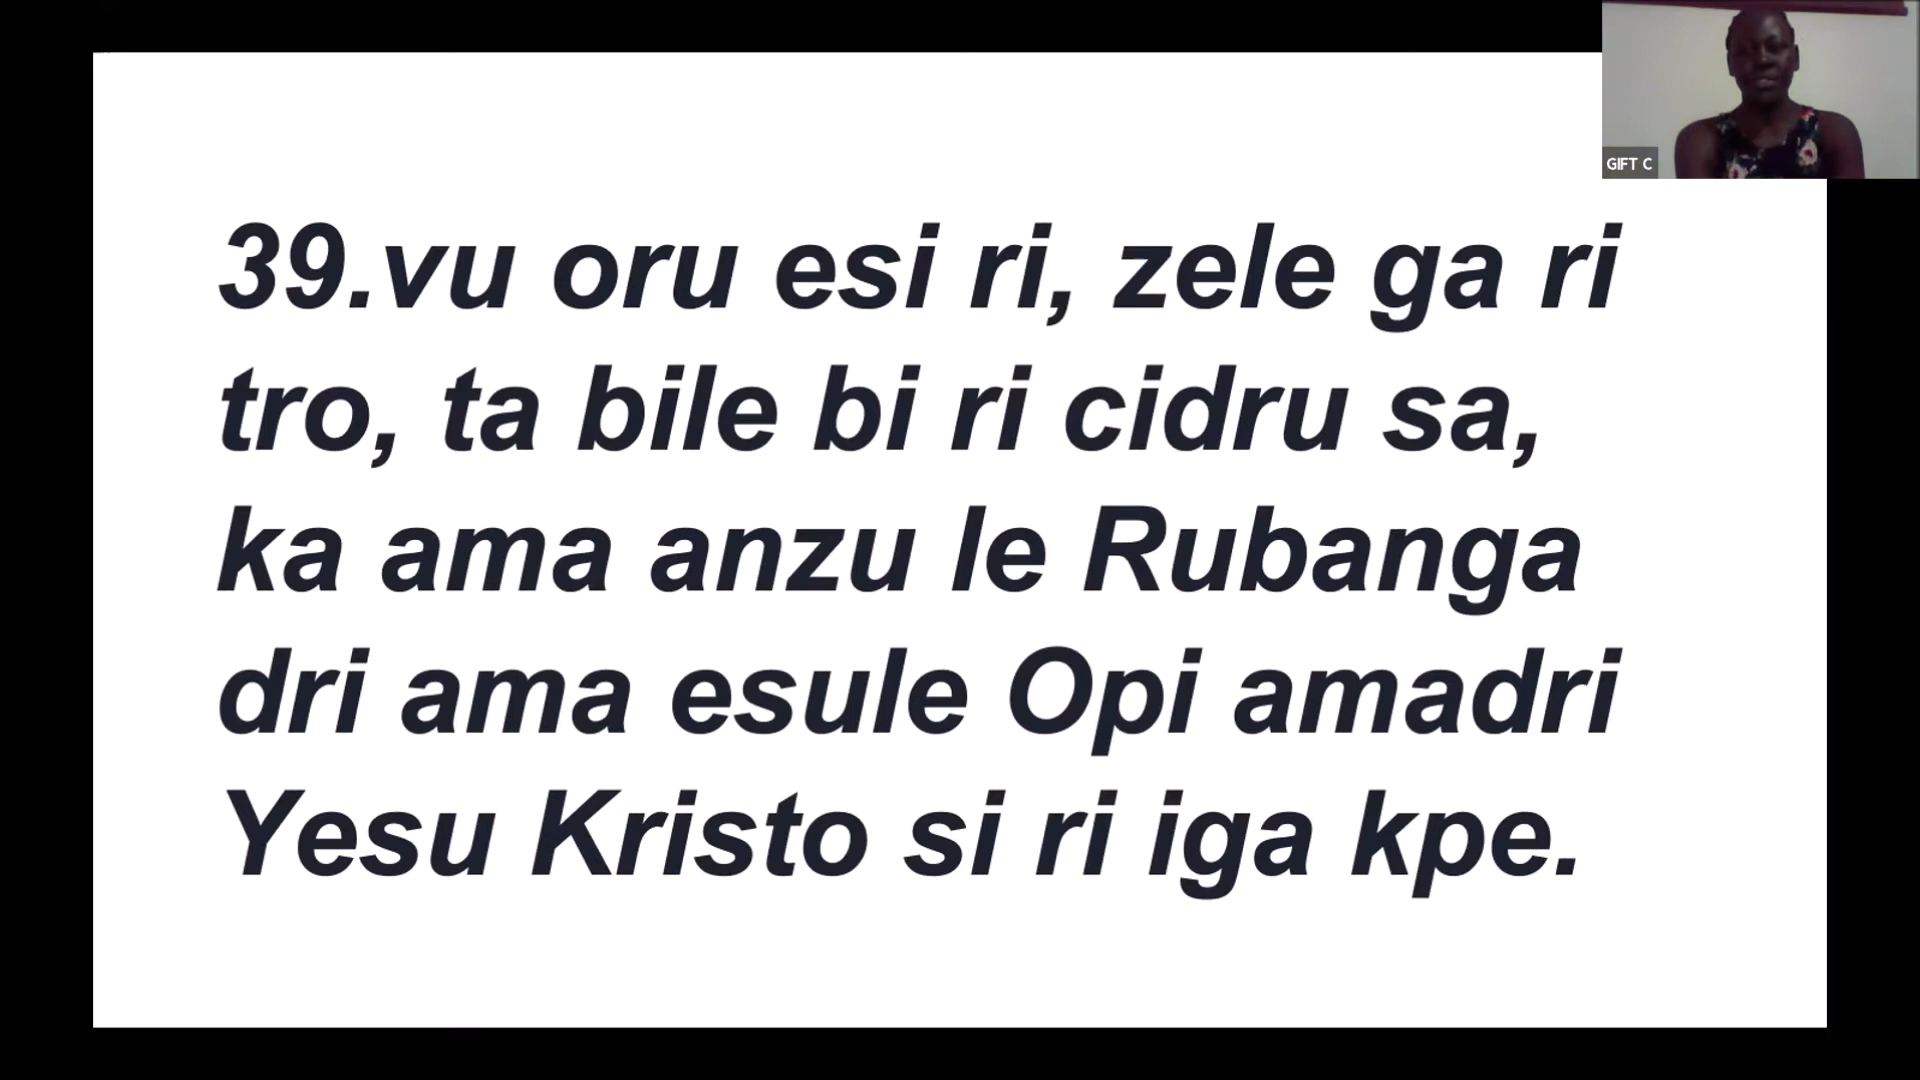 GIFT C
39.vu oru esi ri, zele ga ri
tro, ta bile bi ri cidru sa,
ka ama anzu le Rubanga
dri ama esule Opi amadri
Yesu Kristo si ri iga kpe.